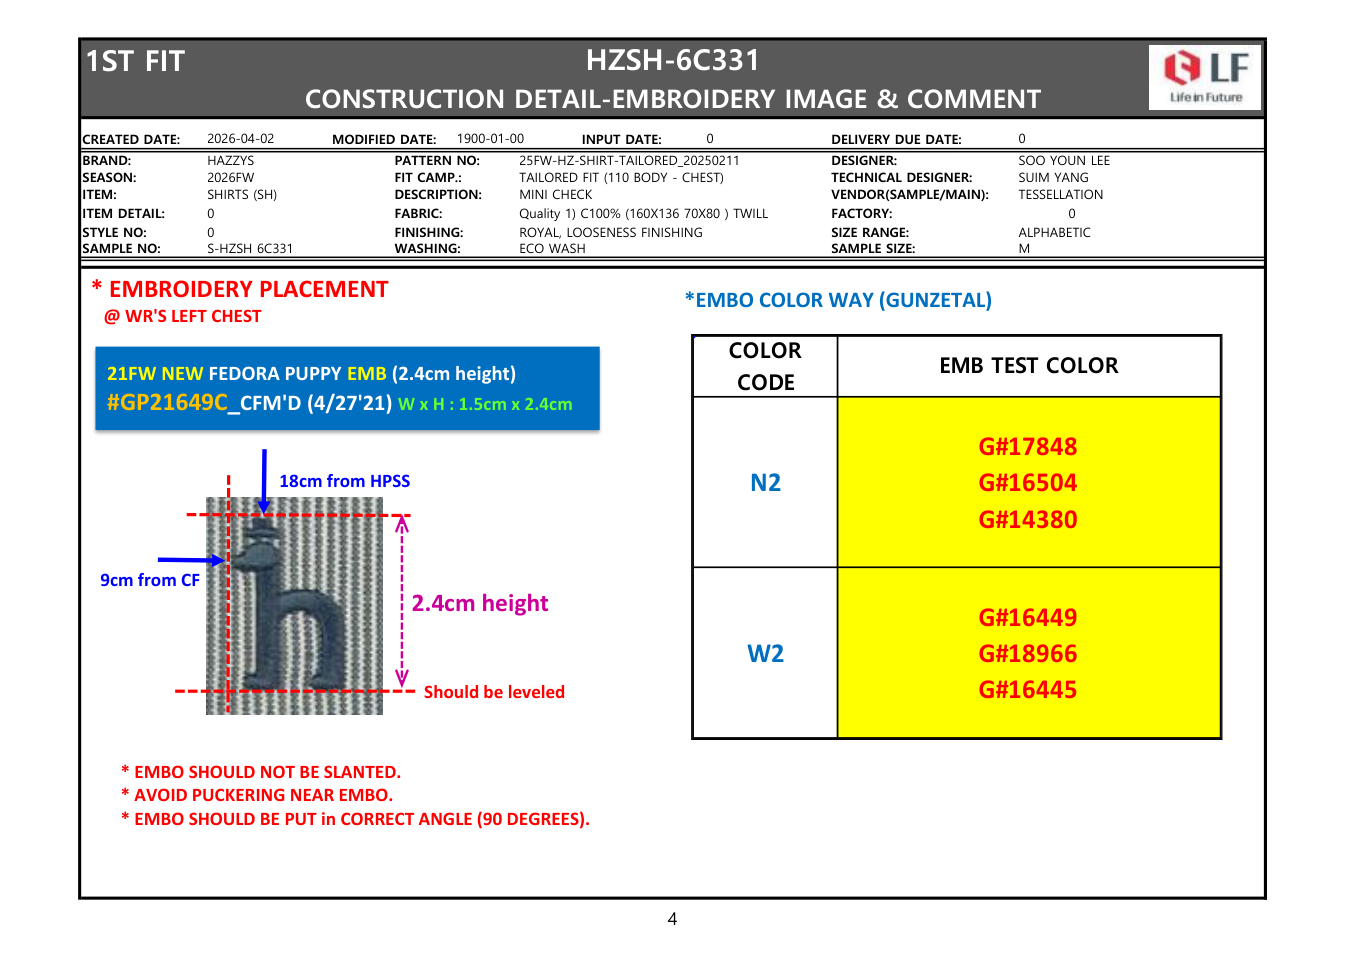 1ST FIT
HZSH-6C331
CONSTRUCTION DETAIL-EMBROIDERY IMAGE & COMMENT
LF
Life in Future
CREATED DATE: 2026-04-02 MODIFIED DATE: 1900-01-00 INPUT DATE: 0 DELIVERY DUE DATE: 0
BRAND: HAZZYS PATTERN NO: 25FW-HZ-SHIRT-TAILORED_20250211 DESIGNER: SOO YOUN LEE
SEASON: 2026FW FIT CAMP.: TAILORED FIT (110 BODY - CHEST) TECHNICAL DESIGNER: SUIM YANG
ITEM: SHIRTS (SH) DESCRIPTION: MINI CHECK VENDOR(SAMPLE/MAIN): TESSELLATION
ITEM DETAIL: 0 FABRIC: Quality 1) C100% (160X136 70X80 ) TWILL FACTORY: 0
STYLE NO: 0 FINISHING: ROYAL, LOOSENESS FINISHING SIZE RANGE: ALPHABETIC
SAMPLE NO: S-HZSH 6C331 WASHING: ECO WASH SAMPLE SIZE: M
* EMBROIDERY PLACEMENT
@ WR'S LEFT CHEST
21FW NEW FEDORA PUPPY EMB (2.4cm height)
#GP21649C_CFM'D (4/27'21) W x H : 1.5cm x 2.4cm
18cm from HPSS
9cm from CF
2.4cm height
Should be leveled
* EMBO SHOULD NOT BE SLANTED.
* AVOID PUCKERING NEAR EMBO.
* EMBO SHOULD BE PUT in CORRECT ANGLE (90 DEGREES).
*EMBO COLOR WAY (GUNZETAL)
COLOR
CODE
EMB TEST COLOR
N2
G#17848
G#16504
G#14380
W2
G#16449
G#18966
G#16445
4